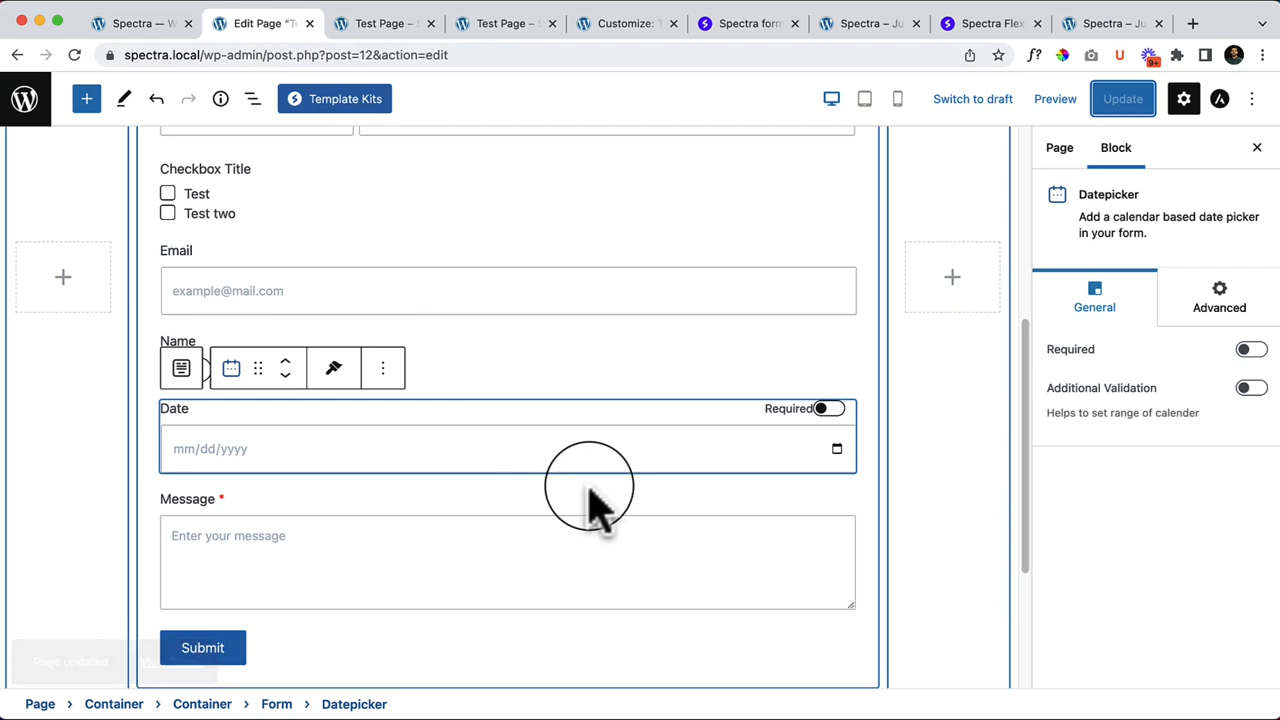 Spectra — W
Edit Page “Te
Test Page – S
Test Page – S
Customize: T
Spectra form
Spectra – Ju
Spectra Flex
Spectra – Ju
spectra.local/wp-admin/post.php?post=12&action=edit
f?
U
9+
Template Kits
Switch to draft
Preview
Update
Page
Block
Checkbox Title
Test
Test two
Email
example@mail.com
Name
Date
Required
mm/dd/yyyy
Message *
Enter your message
Submit
Page updated.
Datepicker
Add a calendar based date picker
in your form.
General
Advanced
Required
Additional Validation
Helps to set range of calender
Page > Container > Container > Form > Datepicker